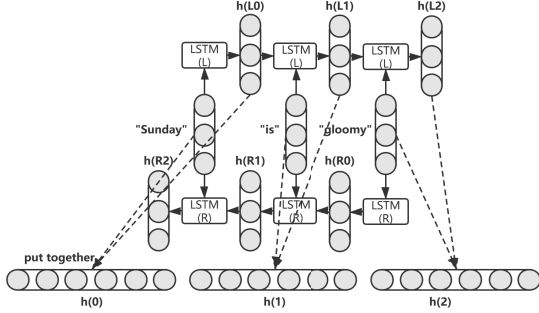 h(L0) h(L1) h(L2)
LSTM (L) LSTM (L) LSTM (L)
"Sunday" "is" "gloomy"
h(R2) h(R1) h(R0)
LSTM (R) LSTM (R) LSTM (R)
put together
h(0) h(1) h(2)